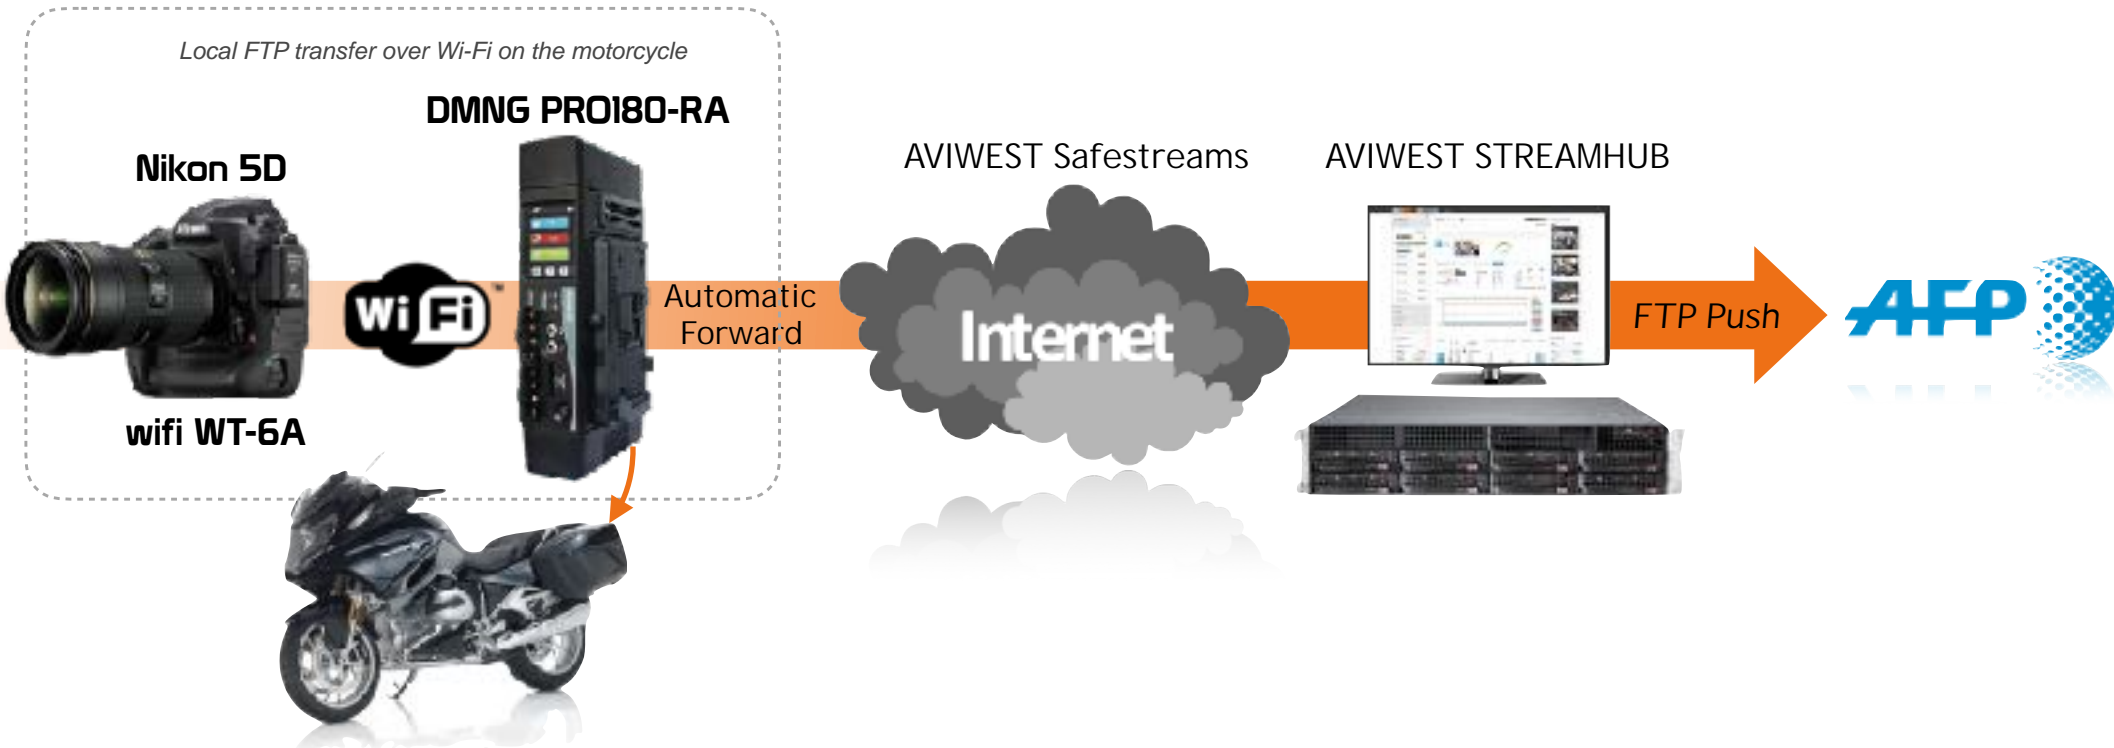 Local FTP transfer over Wi-Fi on the motorcycle
DMNG PRO180-RA
Nikon 5D
AVIWEST Safestreams
AVIWEST STREAMHUB
Wi Fi
™
Automatic
Forward
Internet
FTP Push
AFP
wifi WT-6A